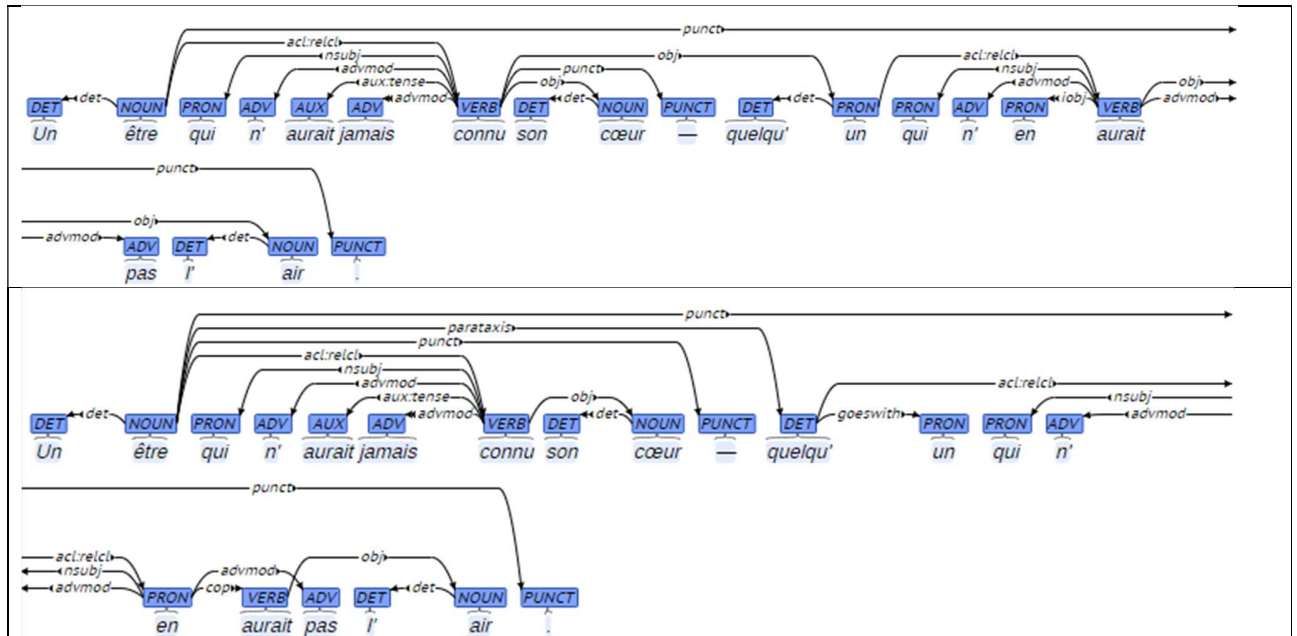 punct
acl:relcl obj acl:relcl
nsubj nsubj
advmod punct advmod obj
aux:tense obj
det advmod det det iobj advmod
DET NOUN PRON ADV AUX ADV VERB DET NOUN PUNCT DET PRON PRON ADV PRON VERB
Un être qui n' aurait jamais connu son cœur — quelqu' un qui n' en aurait
punct
obj
advmod det
ADV DET NOUN PUNCT
pas l' air .
punct
parataxis
punct
acl:relcl acl:relcl
nsubj
advmod
aux:tense obj nsubj
det advmod det goeswith advmod
DET NOUN PRON ADV AUX ADV VERB DET NOUN PUNCT DET PRON PRON ADV
Un être qui n' aurait jamais connu son cœur — quelqu' un qui n'
punct
acl:relcl obj
nsubj advmod
advmod cop det
PRON VERB ADV DET NOUN PUNCT
en aurait pas l' air .